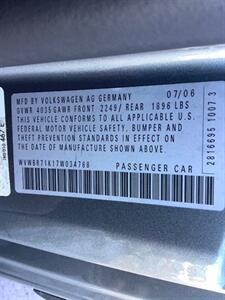 MFD BY VOLKSWAGEN AG GERMANY 07/06
GVWR 4035 GAWR FRONT 2249/ REAR 1896 LBS
THIS VEHICLE CONFORMS TO ALL APPLICABLE U.S.
FEDERAL MOTOR VEHICLE SAFETY, BUMPER AND
THEFT PREVENTION STANDARDS IN EFFECT ON
THE DATE OF MANUFACTURE SHOWN ABOVE.
PASSENGER CAR
2816695 1007 3